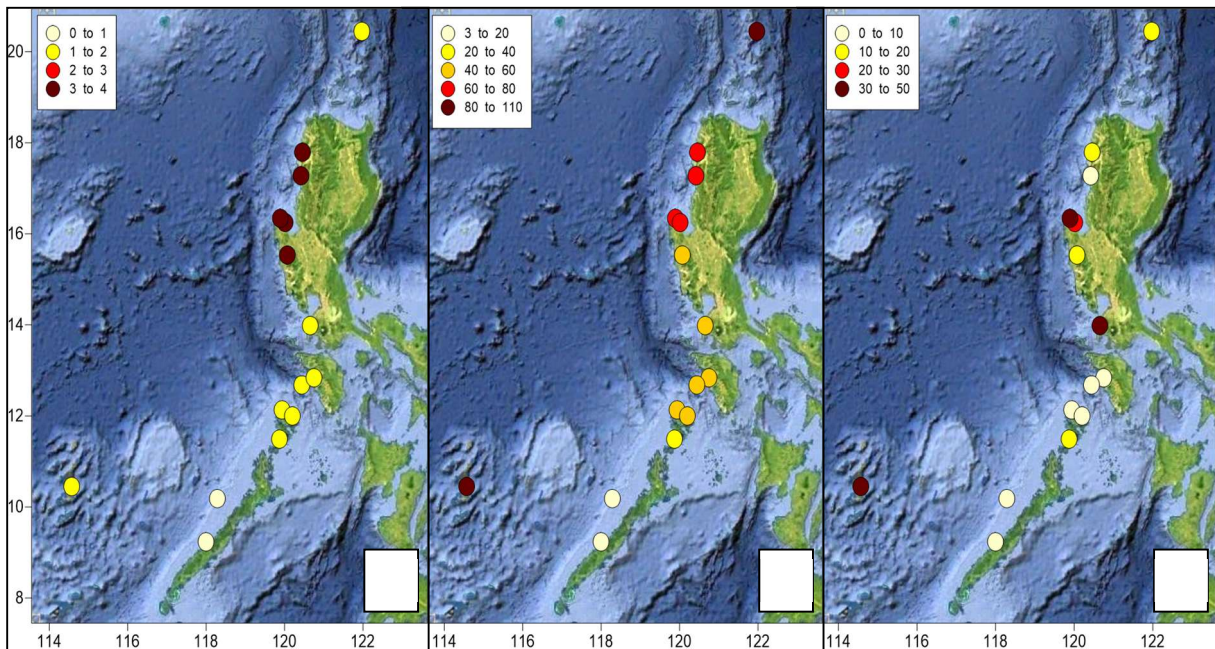 0 to 1
1 to 2
2 to 3
3 to 4
3 to 20
20 to 40
40 to 60
60 to 80
80 to 110
0 to 10
10 to 20
20 to 30
30 to 50
20
18
16
14
12
10
8
114 116 118 120 122
114 116 118 120 122
114 116 118 120 122